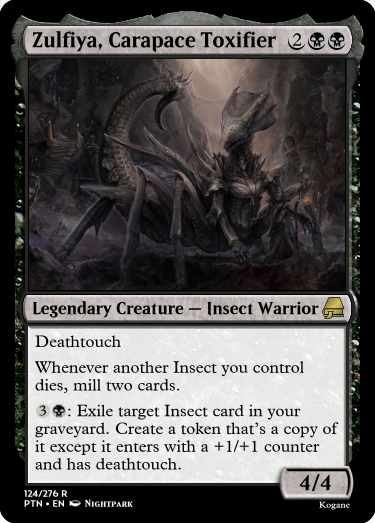 Zulfiya, Carapace Toxifier 2
Legendary Creature — Insect Warrior
Deathtouch
Whenever another Insect you control
dies, mill two cards.
3 : Exile target Insect card in your
graveyard. Create a token that's a copy of
it except it enters with a +1/+1 counter
and has deathtouch.
4/4
124/276 R
PTN • EN Nightpark
Kogane